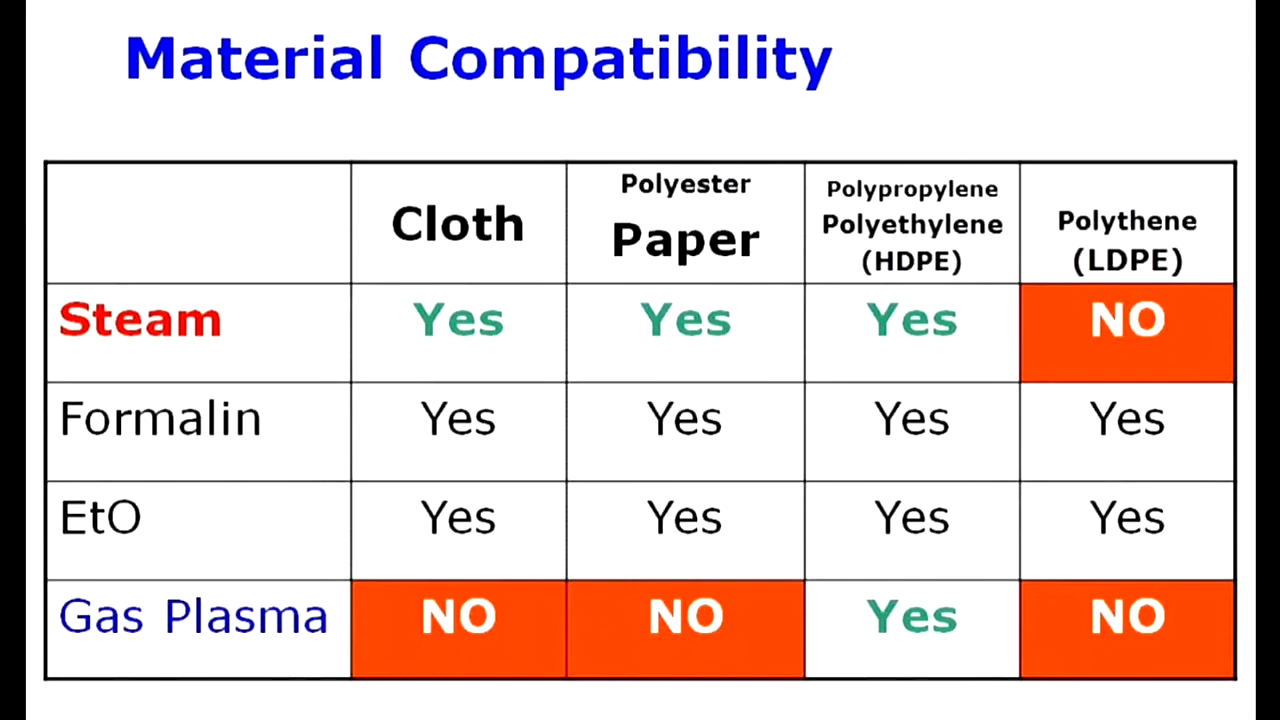 Material Compatibility
Cloth
Polyester
Paper
Polypropylene
Polyethylene
(HDPE)
Polythene
(LDPE)
Steam Yes Yes Yes NO
Formalin Yes Yes Yes Yes
EtO Yes Yes Yes Yes
Gas Plasma NO NO Yes NO